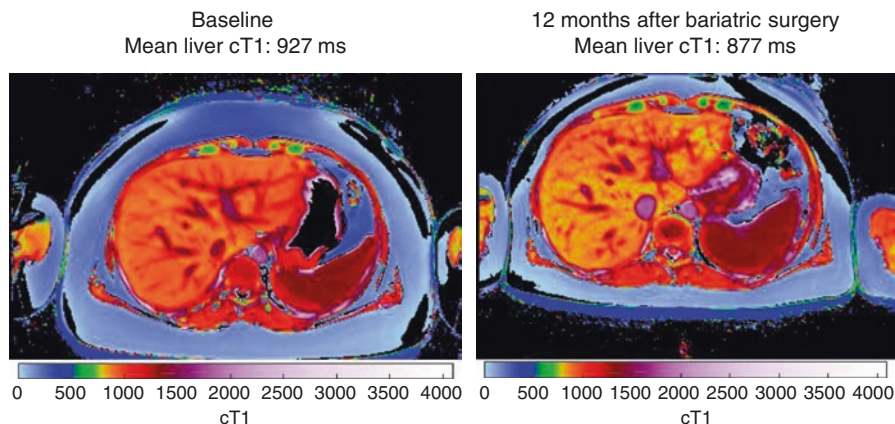 Baseline
Mean liver cT1: 927 ms
12 months after bariatric surgery
Mean liver cT1: 877 ms
0 500 1000 1500 2000 2500 3000 3500 4000
cT1
0 500 1000 1500 2000 2500 3000 3500 4000
cT1